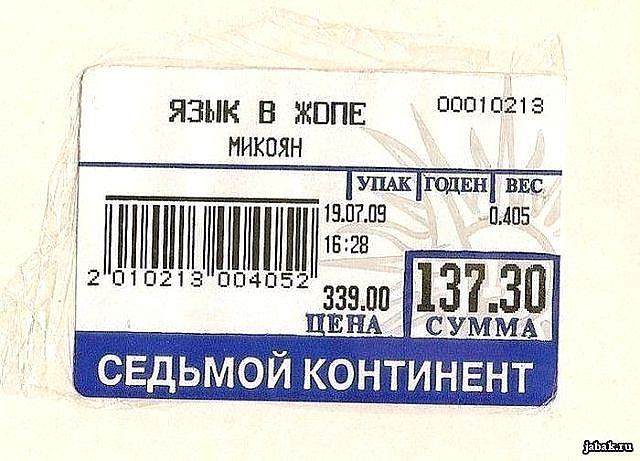 ЯЗЫК В ЖОПЕ
00010213
МИКОЯН
УПАК ГОДЕН ВЕС
19.07.09
0.405
16:28
2 010213 004052
339.00
137.30
ЦЕНА
СУММА
СЕДЬМОЙ КОНТИНЕНТ
jabak.ru